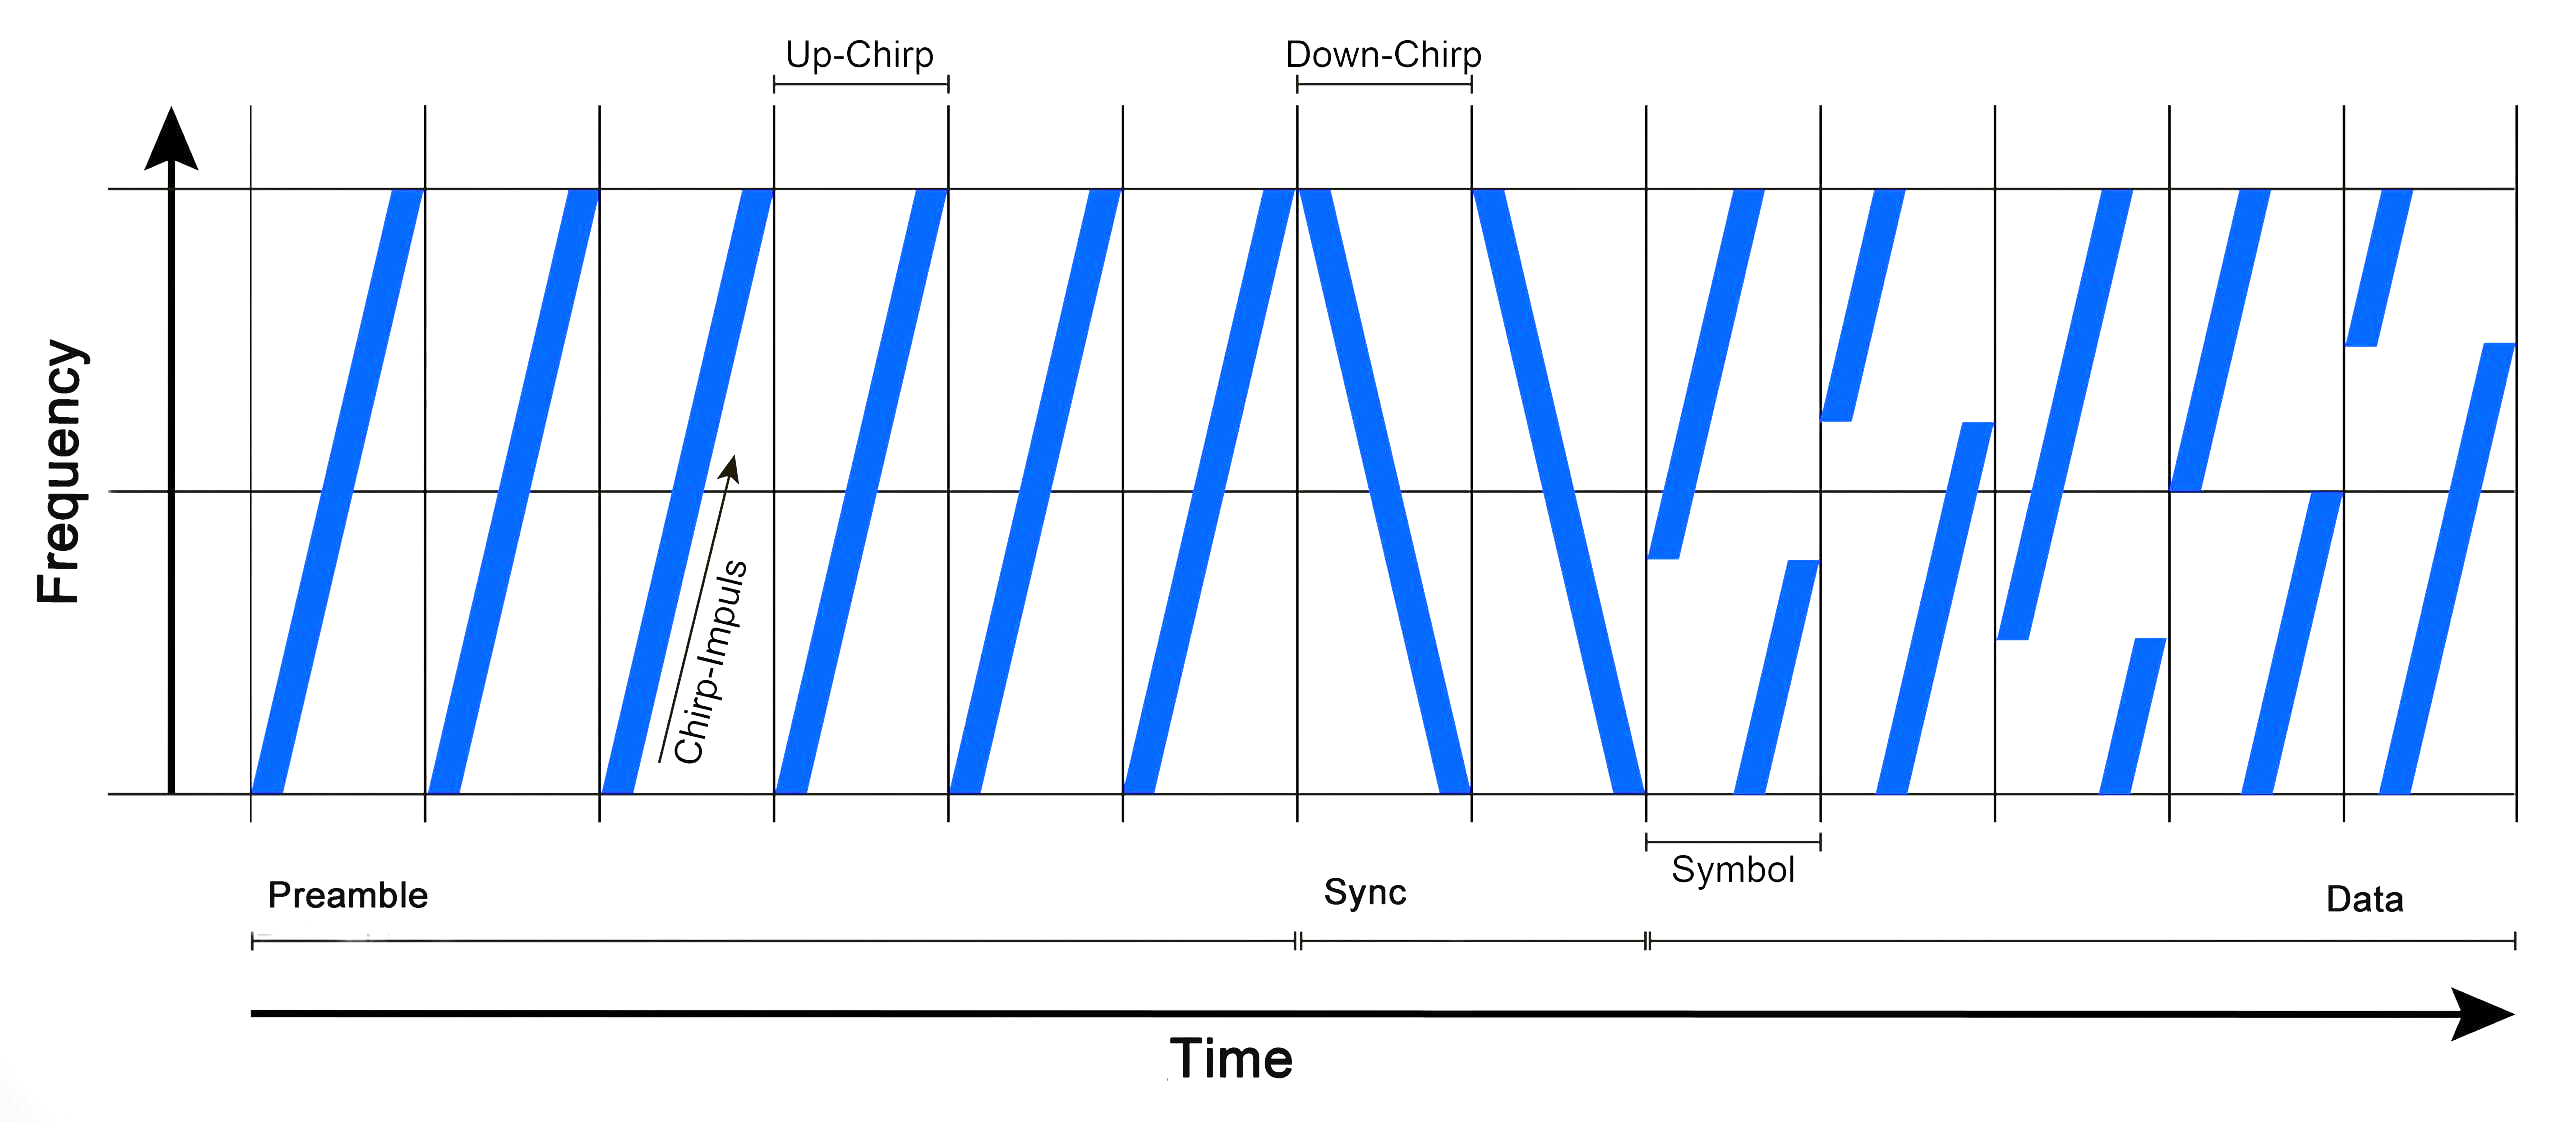 Up-Chirp
Down-Chirp
Frequency
Chirp-Impuls
Symbol
Preamble
Sync
Data
Time